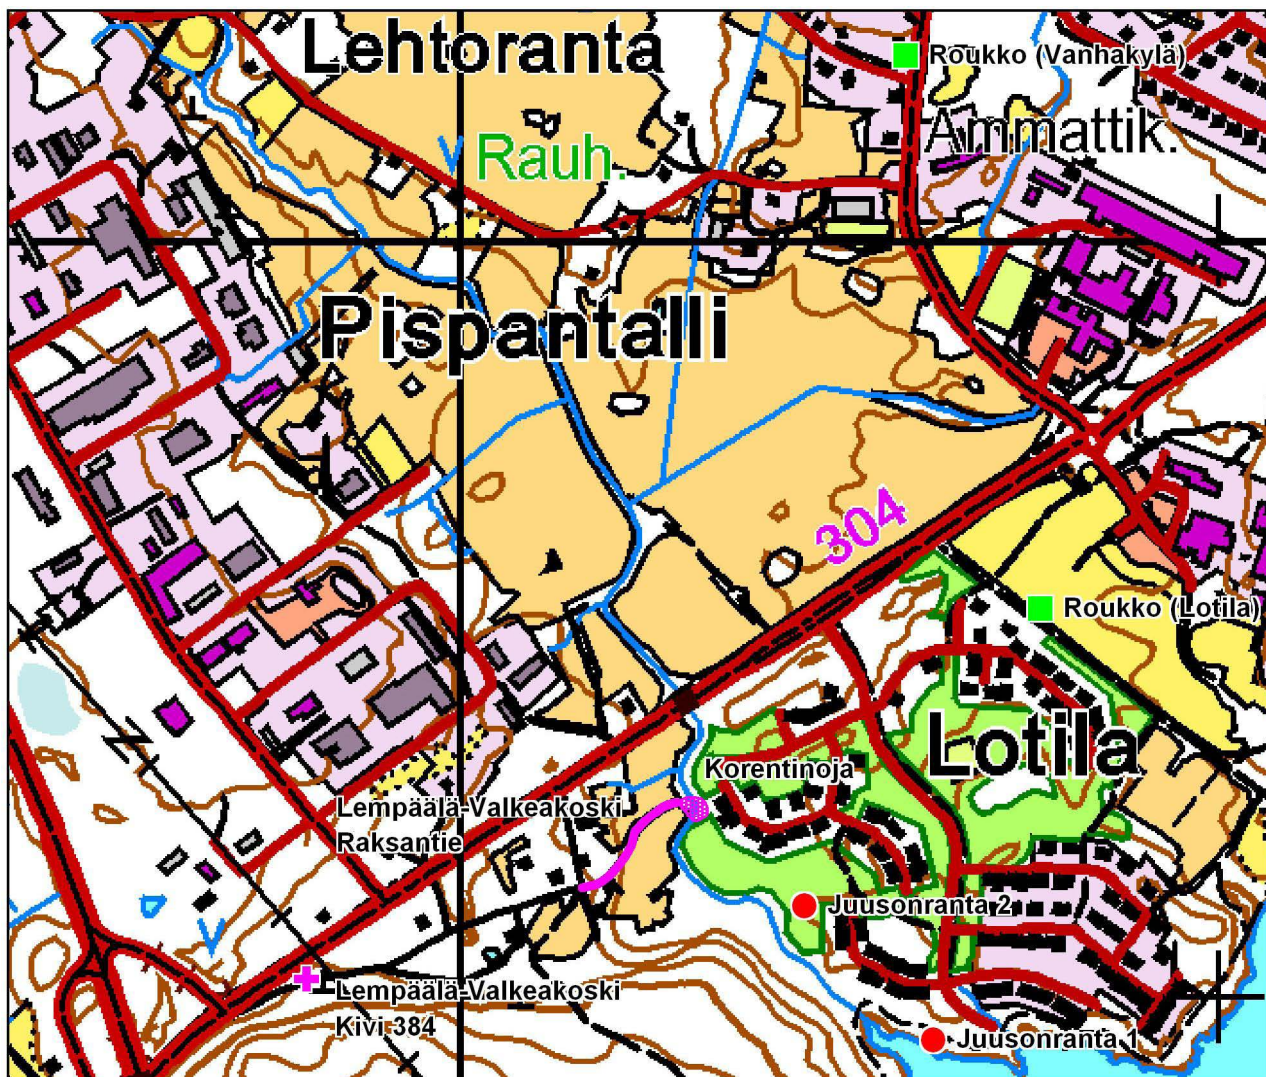 Lehtoranta
Roukko (Vanhakylä)
Ammattik.
Rauh.
Pispantalli
304
Roukko (Lotila)
Lotila
Korentinoja
Lempäälä-Valkeakoski
Raksantie
Juusonranta 2
Lempäälä-Valkeakoski
Kivi 384
Juusonranta 1